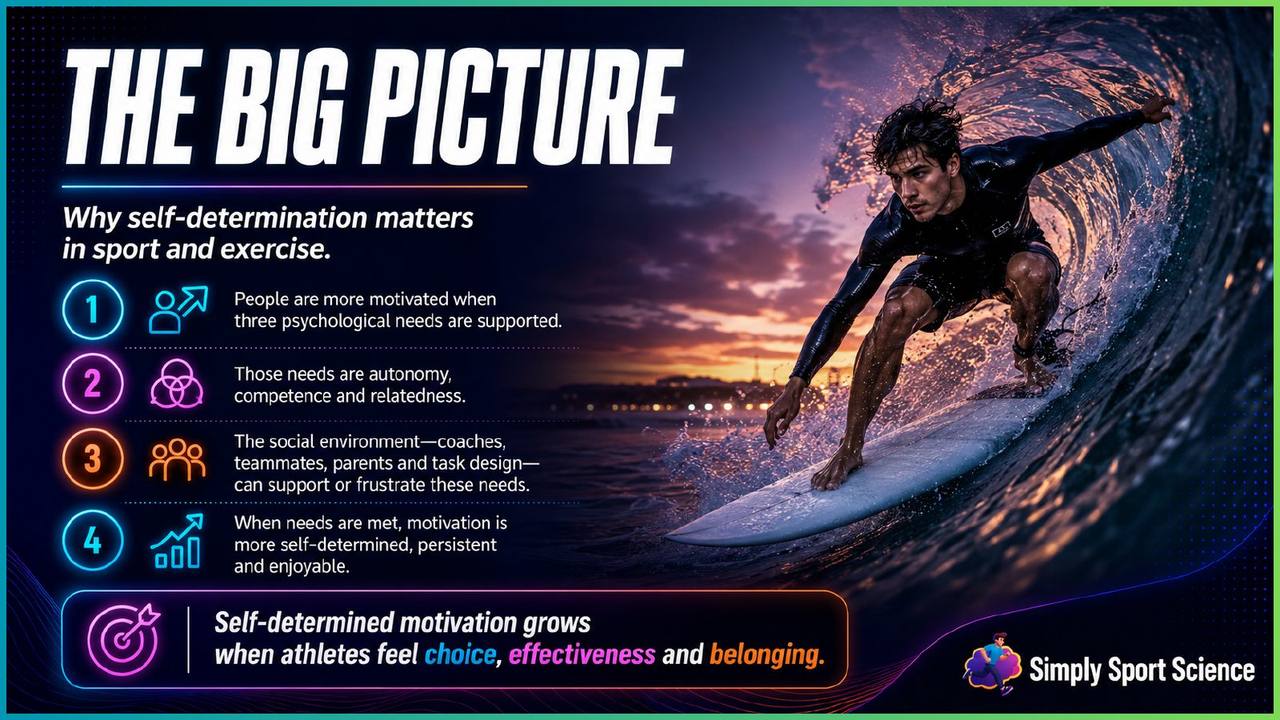 THE BIG PICTURE
Why self-determination matters
in sport and exercise.
1
People are more motivated when
three psychological needs are supported.
2
Those needs are autonomy,
competence and relatedness.
3
The social environment—coaches,
teammates, parents and task design—
can support or frustrate these needs.
4
When needs are met, motivation is
more self-determined, persistent
and enjoyable.
Self-determined motivation grows
when athletes feel choice, effectiveness and belonging.
Simply Sport Science